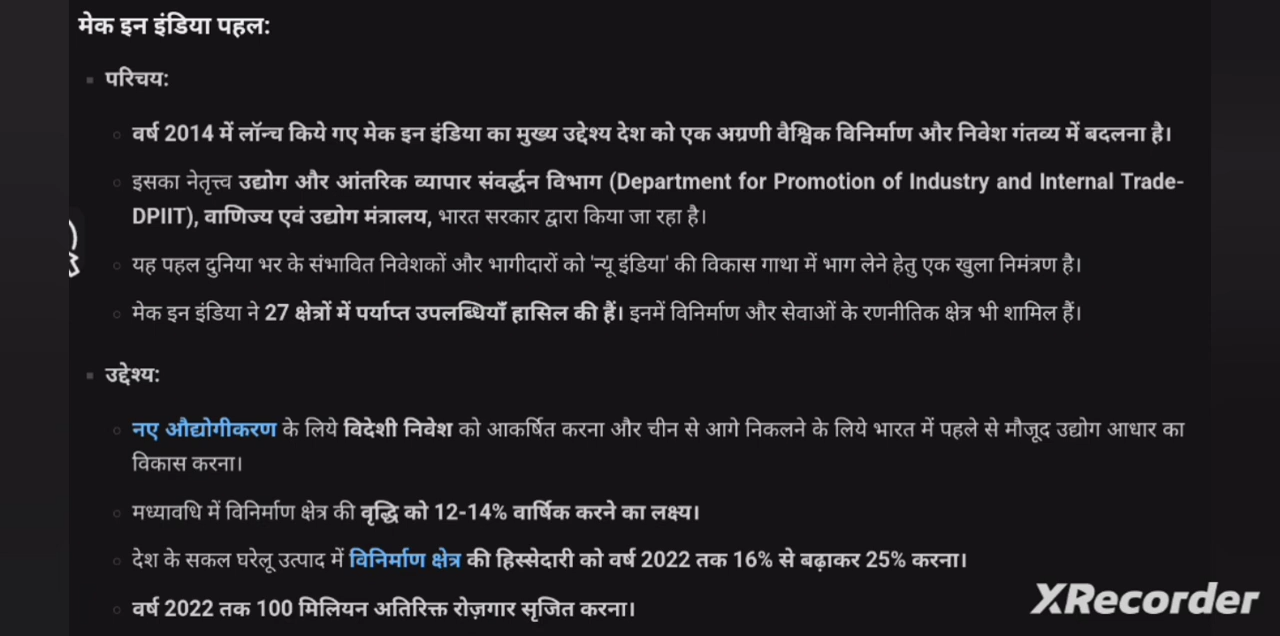 मेक इन इंडिया पहल:
परिचय:
वर्ष 2014 में लॉन्च किये गए मेक इन इंडिया का मुख्य उद्देश्य देश को एक अग्रणी वैश्विक विनिर्माण और निवेश गंतव्य में बदलना है।
इसका नेतृत्त्व उद्योग और आंतरिक व्यापार संवर्द्धन विभाग (Department for Promotion of Industry and Internal Trade-
DPIIT), वाणिज्य एवं उद्योग मंत्रालय, भारत सरकार द्वारा किया जा रहा है।
यह पहल दुनिया भर के संभावित निवेशकों और भागीदारों को 'न्यू इंडिया' की विकास गाथा में भाग लेने हेतु एक खुला निमंत्रण है।
मेक इन इंडिया ने 27 क्षेत्रों में पर्याप्त उपलब्धियाँ हासिल की हैं। इनमें विनिर्माण और सेवाओं के रणनीतिक क्षेत्र भी शामिल हैं।
उद्देश्य:
नए औद्योगीकरण के लिये विदेशी निवेश को आकर्षित करना और चीन से आगे निकलने के लिये भारत में पहले से मौजूद उद्योग आधार का
विकास करना।
मध्यावधि में विनिर्माण क्षेत्र की वृद्धि को 12-14% वार्षिक करने का लक्ष्य।
देश के सकल घरेलू उत्पाद में विनिर्माण क्षेत्र की हिस्सेदारी को वर्ष 2022 तक 16% से बढ़ाकर 25% करना।
वर्ष 2022 तक 100 मिलियन अतिरिक्त रोज़गार सृजित करना।
XRecorder